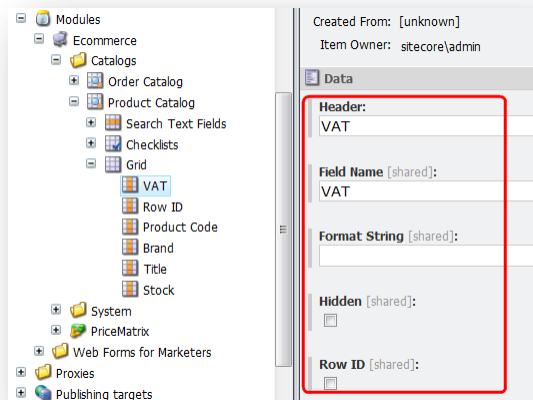 Modules
Ecommerce
Catalogs
Order Catalog
Product Catalog
Search Text Fields
Checklists
Grid
VAT
Row ID
Product Code
Brand
Title
Stock
System
PriceMatrix
Web Forms for Marketers
Proxies
Publishing targets
Created From: [unknown]
Item Owner: sitecore\admin
Data
Header:
VAT
Field Name [shared]:
VAT
Format String [shared]:
Hidden [shared]:
Row ID [shared]: